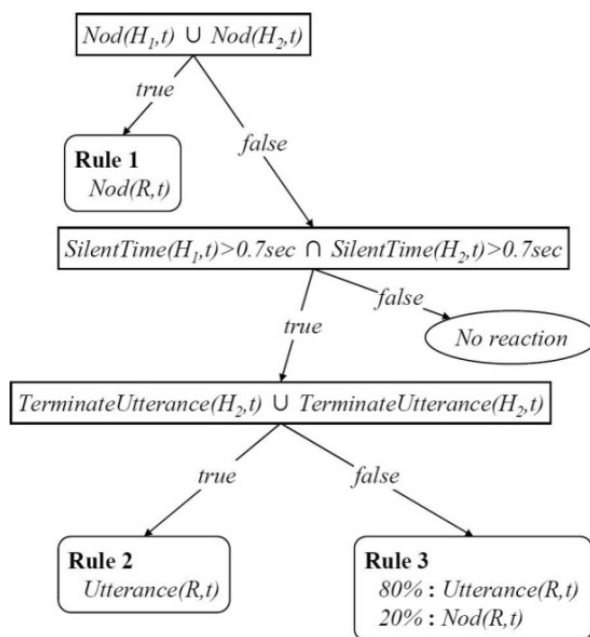 Nod(H₁,t) ∪ Nod(H₂,t)
true
false
Rule 1
Nod(R,t)
SilentTime(H₁,t)>0.7sec ∩ SilentTime(H₂,t)>0.7sec
true
false
No reaction
TerminateUtterance(H₂,t) ∪ TerminateUtterance(H₂,t)
true
false
Rule 2
Utterance(R,t)
Rule 3
80% : Utterance(R,t)
20% : Nod(R,t)